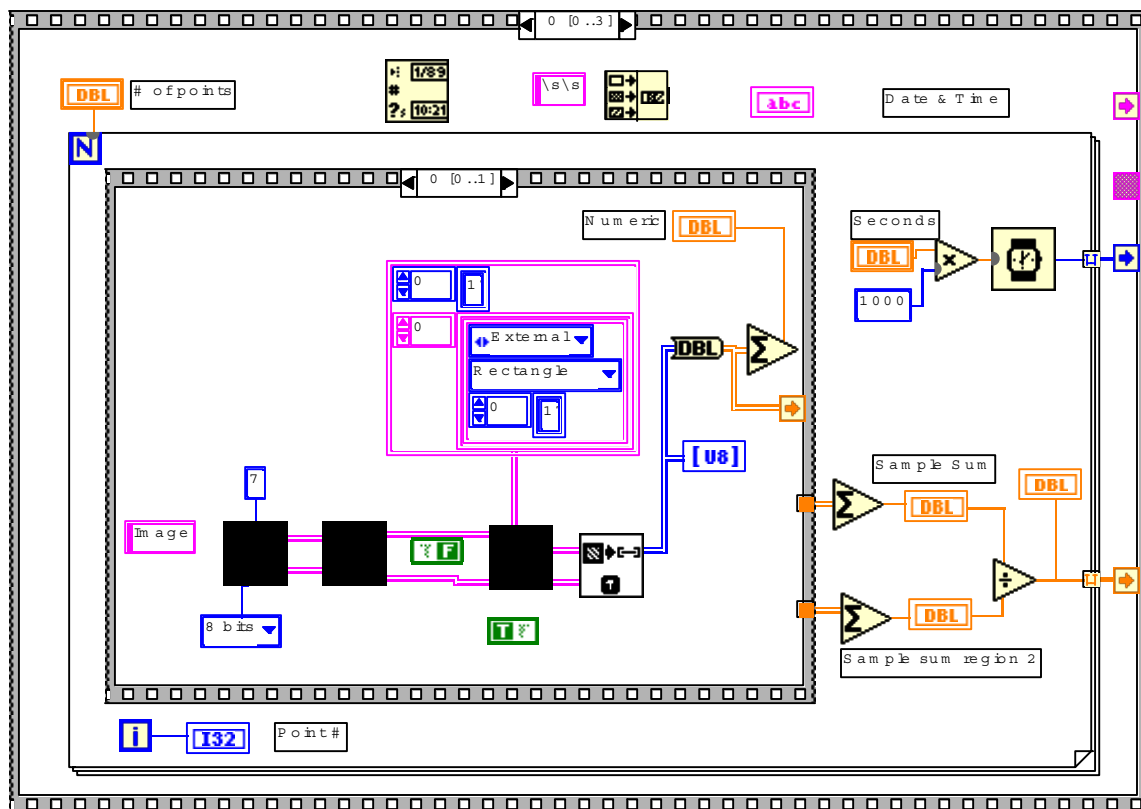 0 [0..3]
DBL
# of points
1/89
#
?
10:21
\s\s
abc
Date & Time
N
0 [0..1]
Numeric
DBL
Seconds
DBL
x
1000
0
1
0
External
Rectangle
0
1
DBL
Σ
[U8]
7
Image
F
T
8 bits
T
Sample Sum
Σ
DBL
DBL
÷
Σ
DBL
Sample sum region 2
i
I32
Point#